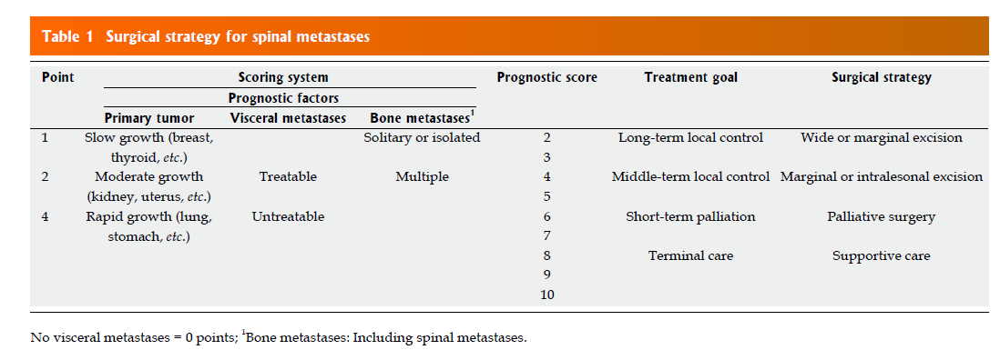 Table 1 Surgical strategy for spinal metastases
Point Scoring system Prognostic score Treatment goal Surgical strategy
Prognostic factors
Primary tumor Visceral metastases Bone metastases1
1 Slow growth (breast, Solitary or isolated 2 Long-term local control Wide or marginal excision
thyroid, etc.) 3
2 Moderate growth Treatable Multiple 4 Middle-term local control Marginal or intralesonal excision
(kidney, uterus, etc.) 5
4 Rapid growth (lung, Untreatable 6 Short-term palliation Palliative surgery
stomach, etc.) 7
8 Terminal care Supportive care
9
10
No visceral metastases = 0 points; 1Bone metastases: Including spinal metastases.